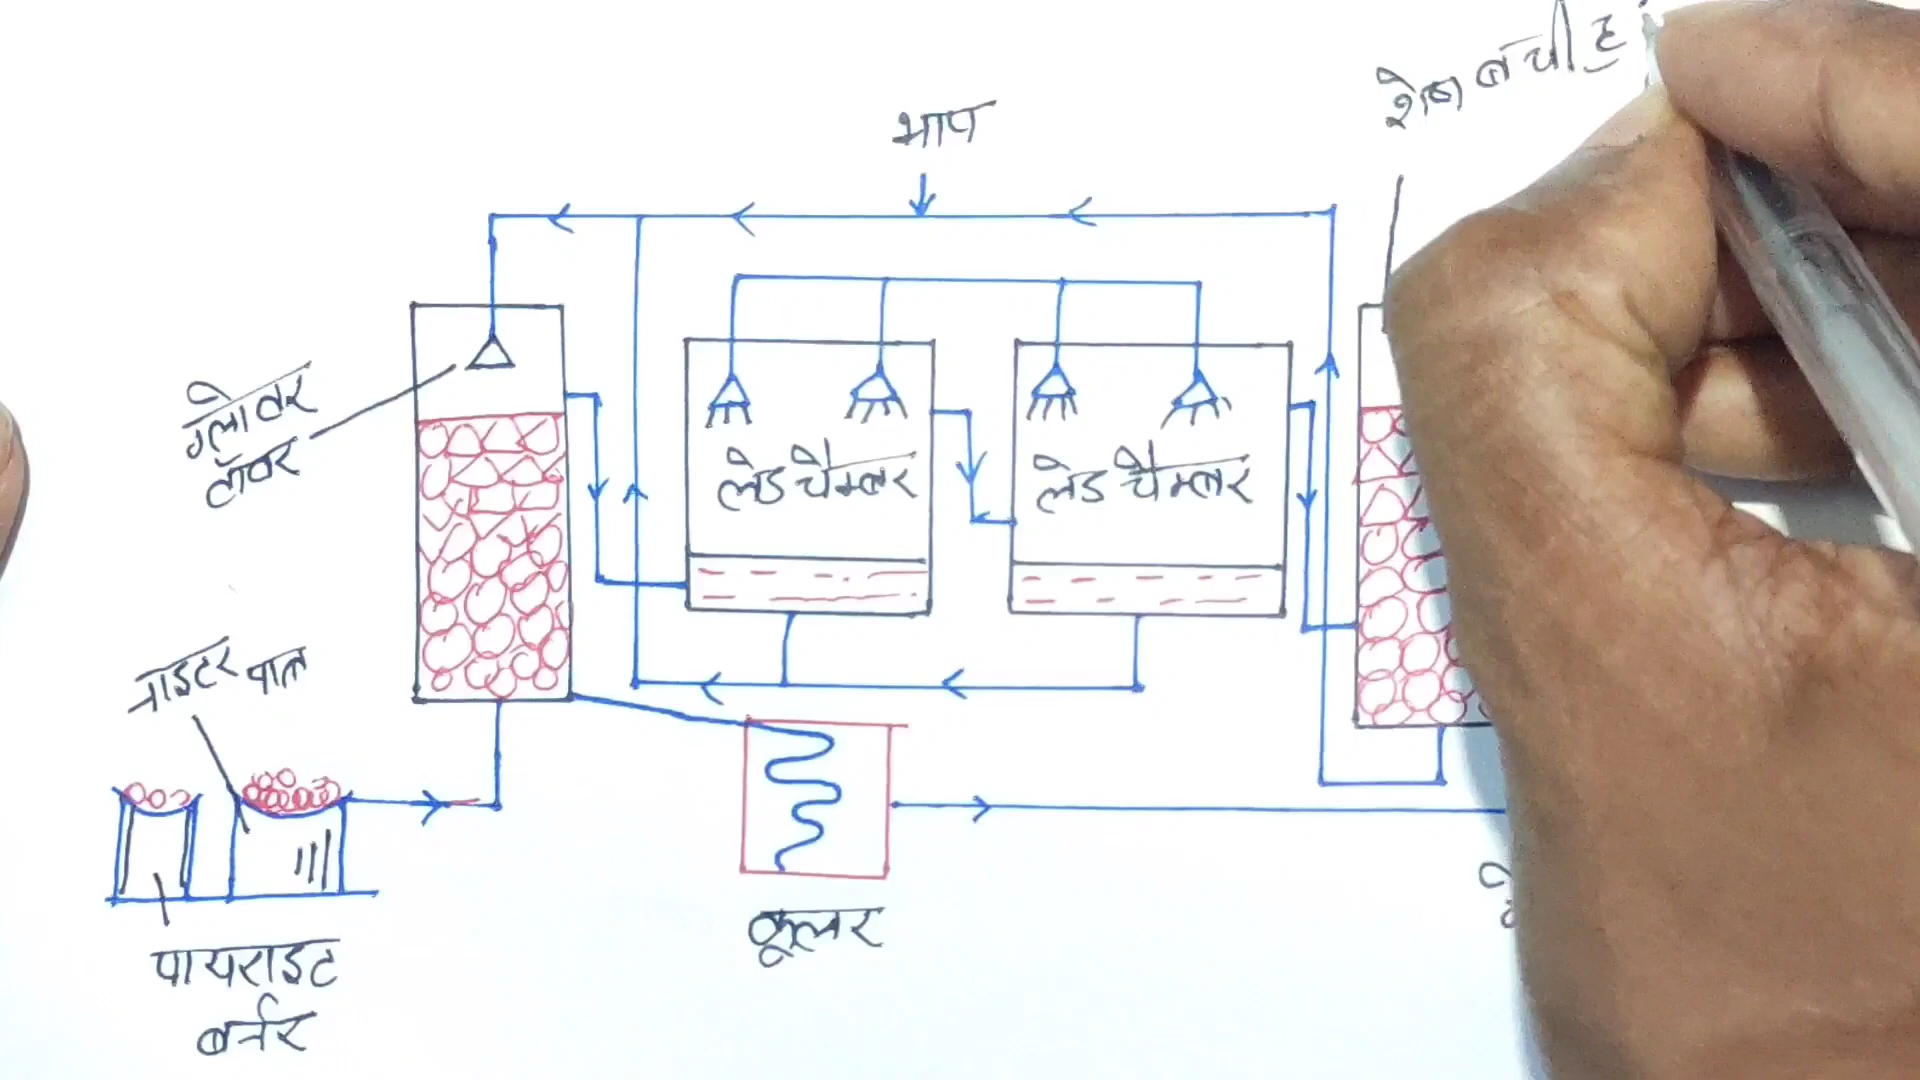 शेष बची
भाप
ग्लोवर
टॉवर
लेड चैम्बर
लेड चैम्बर
नाइटर पात्र
कूलर
पायराइट
बर्नर